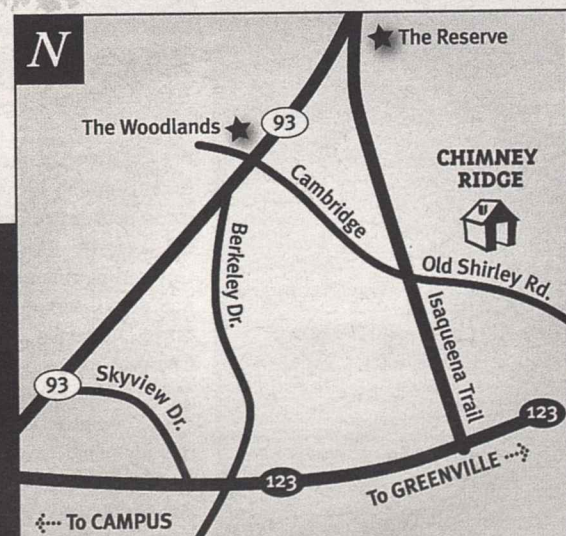 N
The Reserve
The Woodlands
93
CHIMNEY
RIDGE
Cambridge
Old Shirley Rd.
Berkeley Dr.
Isaqueena Trail
93
Skyview Dr.
123
123
To GREENVILLE
To CAMPUS